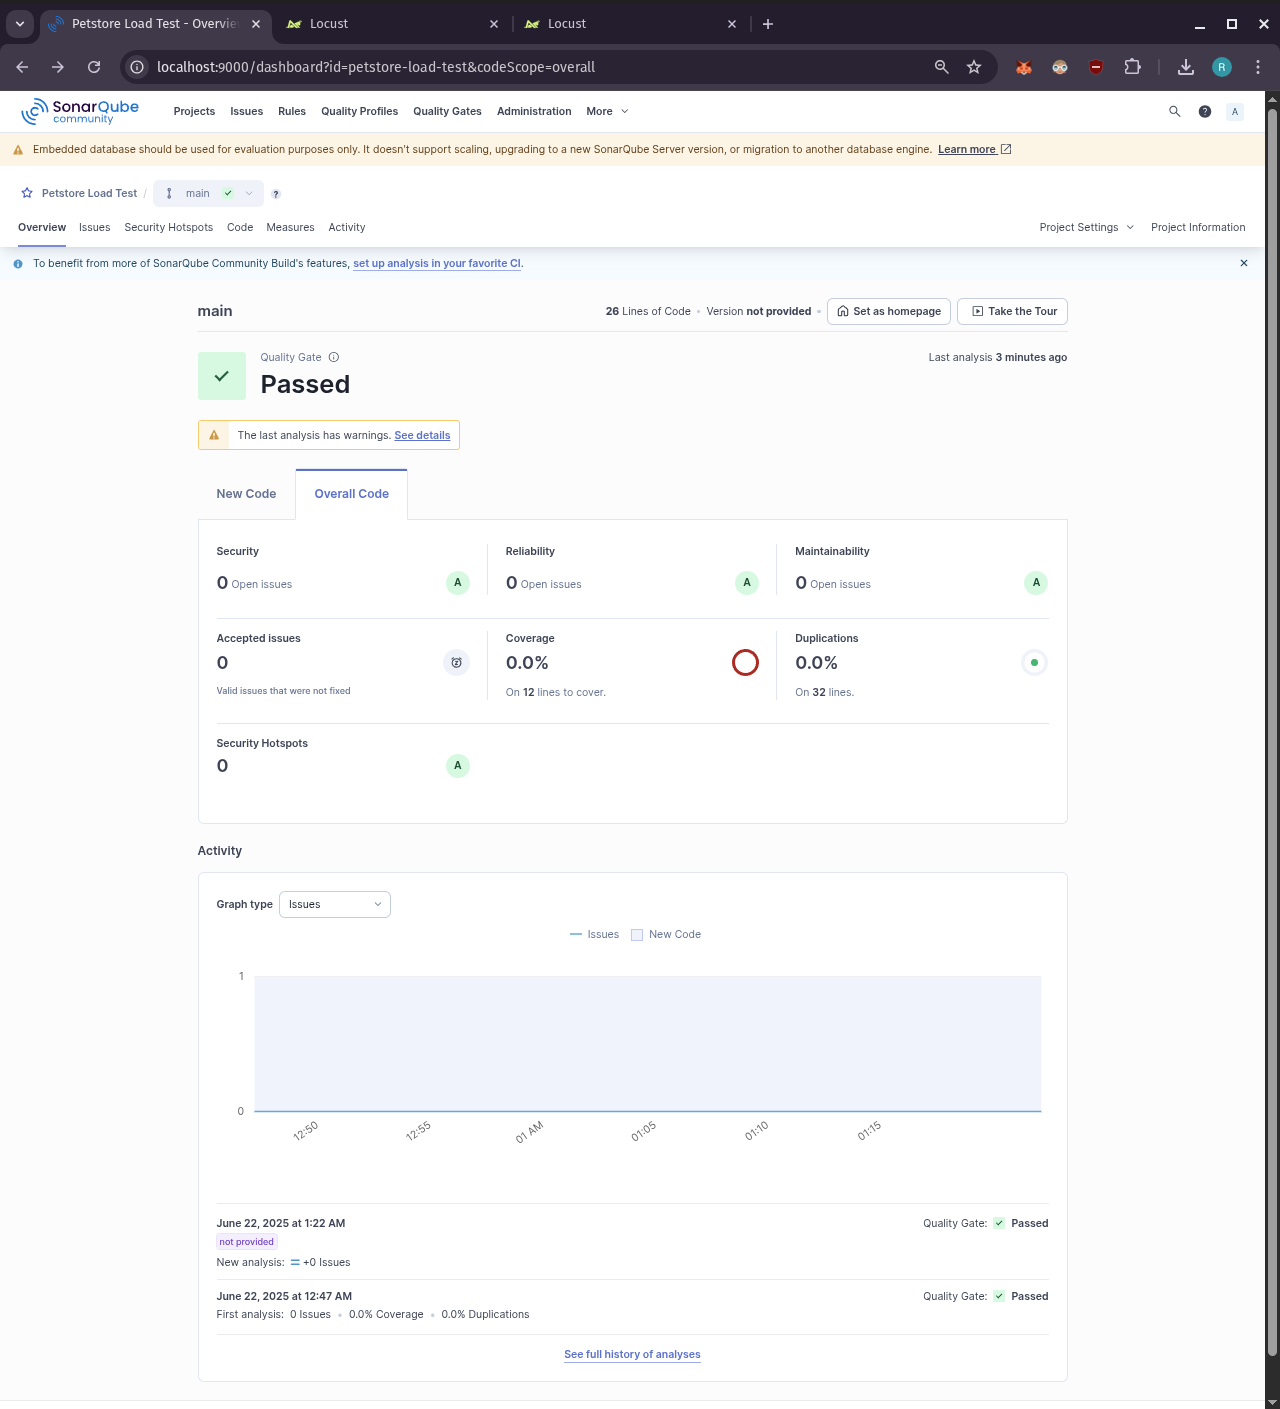 Petstore Load Test - Overvie
Locust
Locust
localhost:9000/dashboard?id=petstore-load-test&codeScope=overall
R
SonarQube
community
Projects Issues Rules Quality Profiles Quality Gates Administration More
? A
Embedded database should be used for evaluation purposes only. It doesn't support scaling, upgrading to a new SonarQube Server version, or migration to another database engine. Learn more
Petstore Load Test / main ?
Overview Issues Security Hotspots Code Measures Activity
Project Settings Project Information
To benefit from more of SonarQube Community Build's features, set up analysis in your favorite CI.
main
26 Lines of Code • Version not provided • Set as homepage Take the Tour
Quality Gate
Passed
Last analysis 3 minutes ago
The last analysis has warnings. See details
New Code Overall Code
Security Reliability Maintainability
0 Open issues A 0 Open issues A 0 Open issues A
Accepted issues Coverage Duplications
0 0.0% 0.0%
Valid issues that were not fixed On 12 lines to cover. On 32 lines.
Security Hotspots
0 A
Activity
Graph type Issues
Issues New Code
1
0
12:50 12:55 01 AM 01:05 01:10 01:15
June 22, 2025 at 1:22 AM Quality Gate: Passed
not provided
New analysis: = +0 Issues
June 22, 2025 at 12:47 AM Quality Gate: Passed
First analysis: 0 Issues • 0.0% Coverage • 0.0% Duplications
See full history of analyses